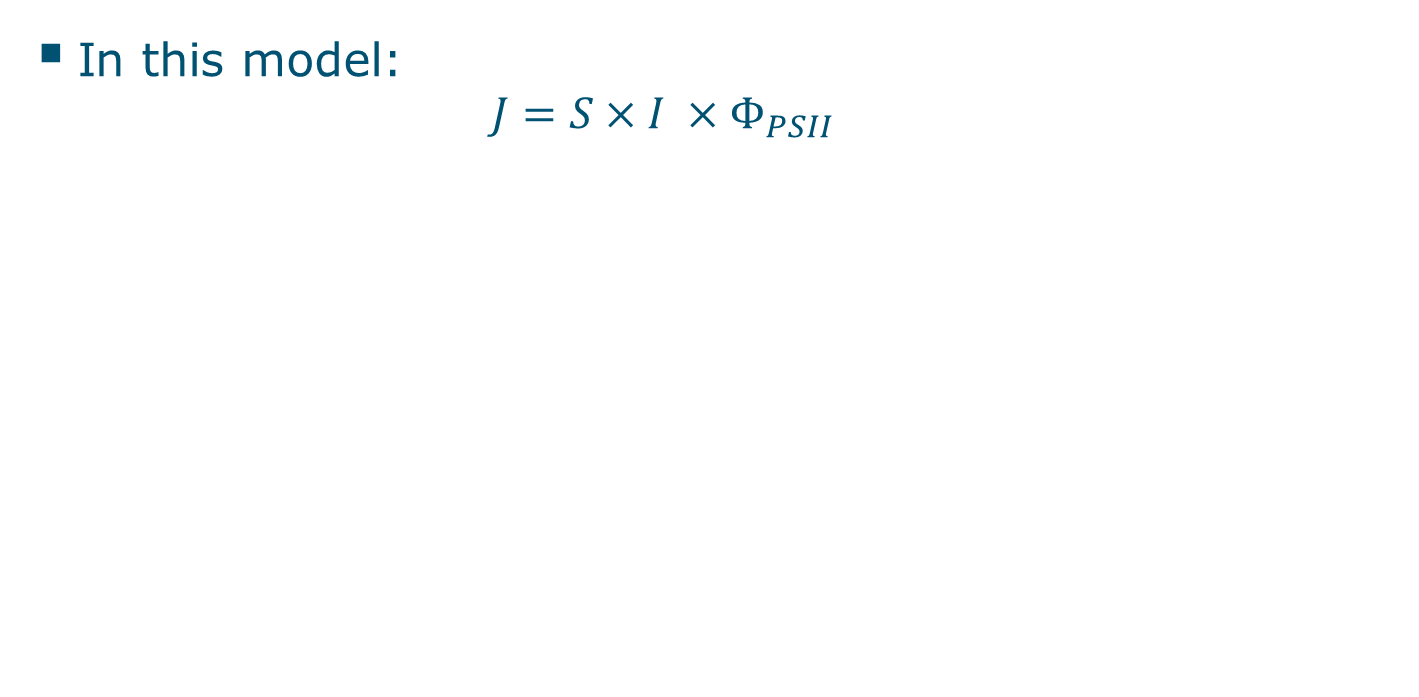 ▪ In this model:
J = S × I × Φ_PSII